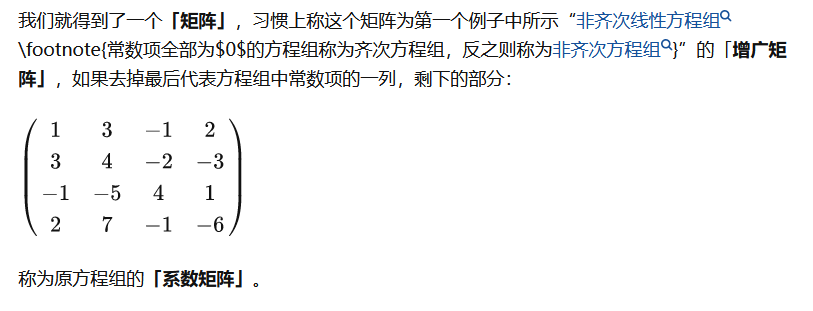 我们就得到了一个「矩阵」，习惯上称这个矩阵为第一个例子中所示“非齐次线性方程组
\footnote{常数项全部为$0$的方程组称为齐次方程组，反之则称为非齐次方程组}”的「增广矩
阵」，如果去掉最后代表方程组中常数项的一列，剩下的部分：
1 3 −1 2
3 4 −2 −3
−1 −5 4 1
2 7 −1 −6
称为原方程组的「系数矩阵」。